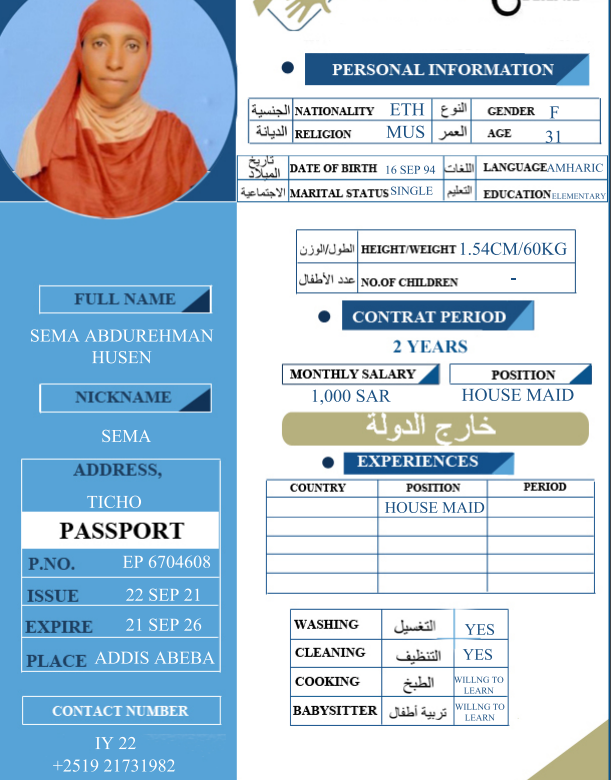 FULL NAME
SEMA ABDUREHMAN
HUSEN
NICKNAME
SEMA
ADDRESS,
TICHO
PASSPORT
P.NO. EP 6704608
ISSUE 22 SEP 21
EXPIRE 21 SEP 26
PLACE ADDIS ABEBA
CONTACT NUMBER
IY 22
+2519 21731982
PERSONAL INFORMATION
الجنسية NATIONALITY ETH النوع GENDER F
الديانة RELIGION MUS العمر AGE 31
تاريخ الميلاد DATE OF BIRTH 16 SEP 94 اللغات LANGUAGE AMHARIC
الاجتماعية MARITAL STATUS SINGLE التعليم EDUCATION ELEMENTARY
الطول/الوزن HEIGHT/WEIGHT 1.54CM/60KG
عدد الأطفال NO.OF CHILDREN -
CONTRAT PERIOD
2 YEARS
MONTHLY SALARY POSITION
1,000 SAR HOUSE MAID
خارج الدولة
EXPERIENCES
COUNTRY POSITION PERIOD
HOUSE MAID
WASHING التغسيل YES
CLEANING التنظيف YES
COOKING الطبخ WILLNG TO LEARN
BABYSITTER تربية أطفال WILLNG TO LEARN